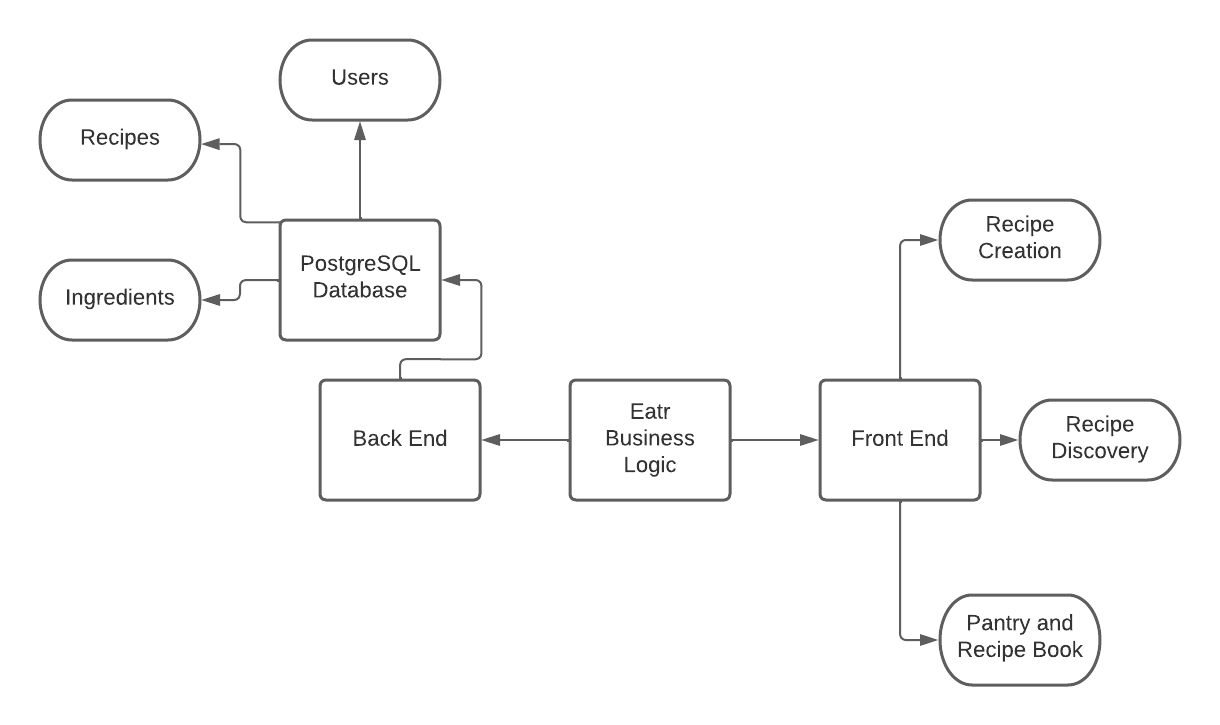 Users
Recipes
Recipe
Creation
PostgreSQL
Database
Ingredients
Eatr
Business
Logic
Back End
Front End
Recipe
Discovery
Pantry and
Recipe Book